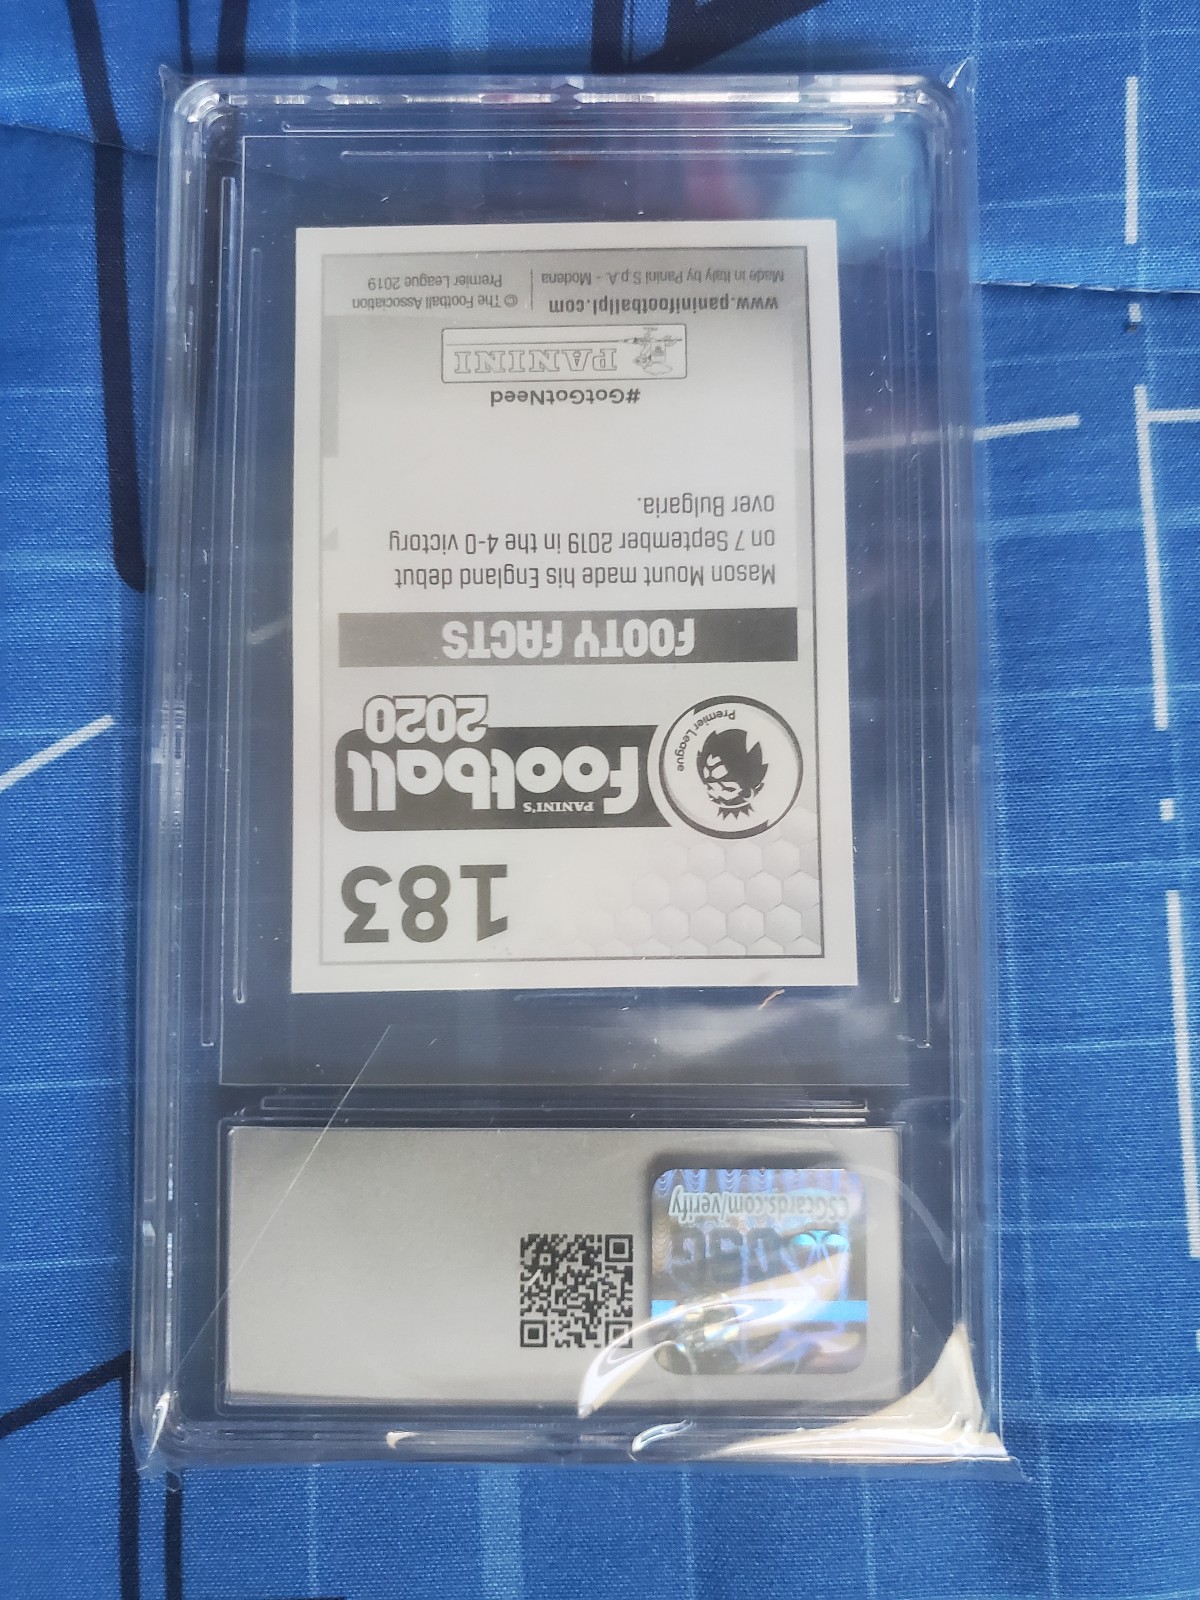 183
PANINI'S
football
2020
Premier League
FOOTY FACTS
Mason Mount made his England debut
on 7 September 2019 in the 4-0 victory
over Bulgaria.
#GotGotNeed
PANINI
www.paninifootballpl.com
Made in Italy by Panini S.p.A. - Modena
© The Football Association
Premier League 2019
CSG
CSGcards.com/verify